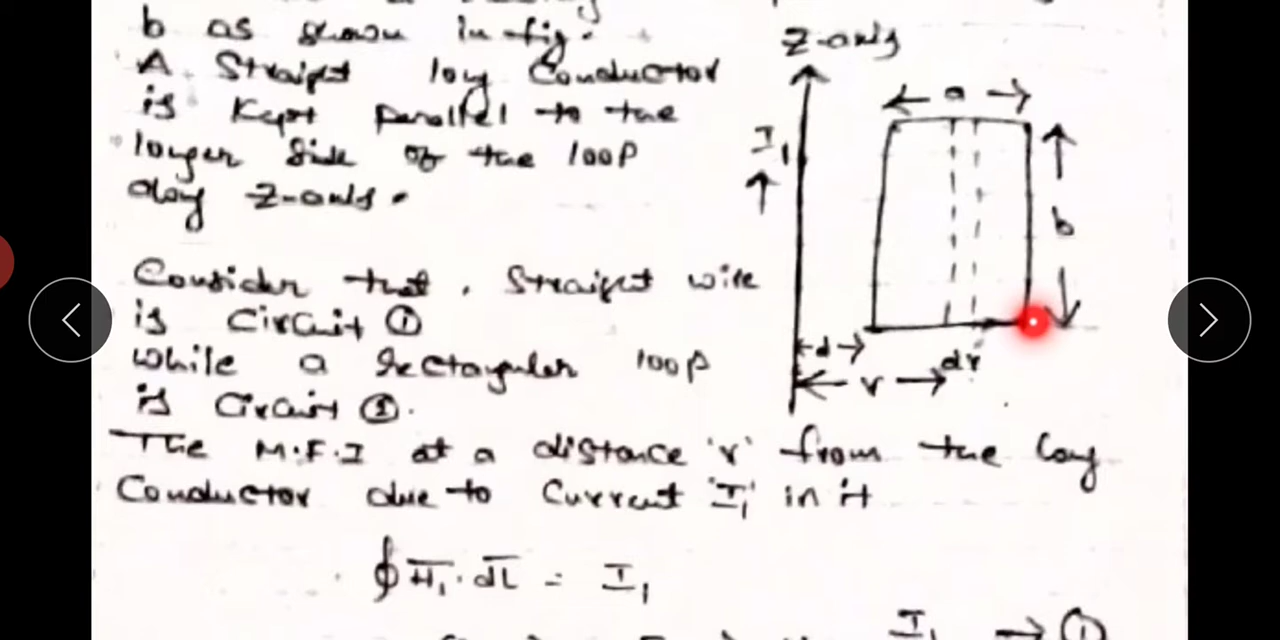 b as shown in fig.
A Straight long Conductor
is Kept parallel to the
longer side of the loop
along Z-axis.
Z-axis
a
I1
b
d
dr
r
Consider that, Straight wire
is Circuit ①
while a rectangular loop
is Circuit ②.
The M.F.I at a distance 'r' from the long
Conductor due to Current 'I1' in it
∮ H̅1 . dL̅ = I1
I1 → ①